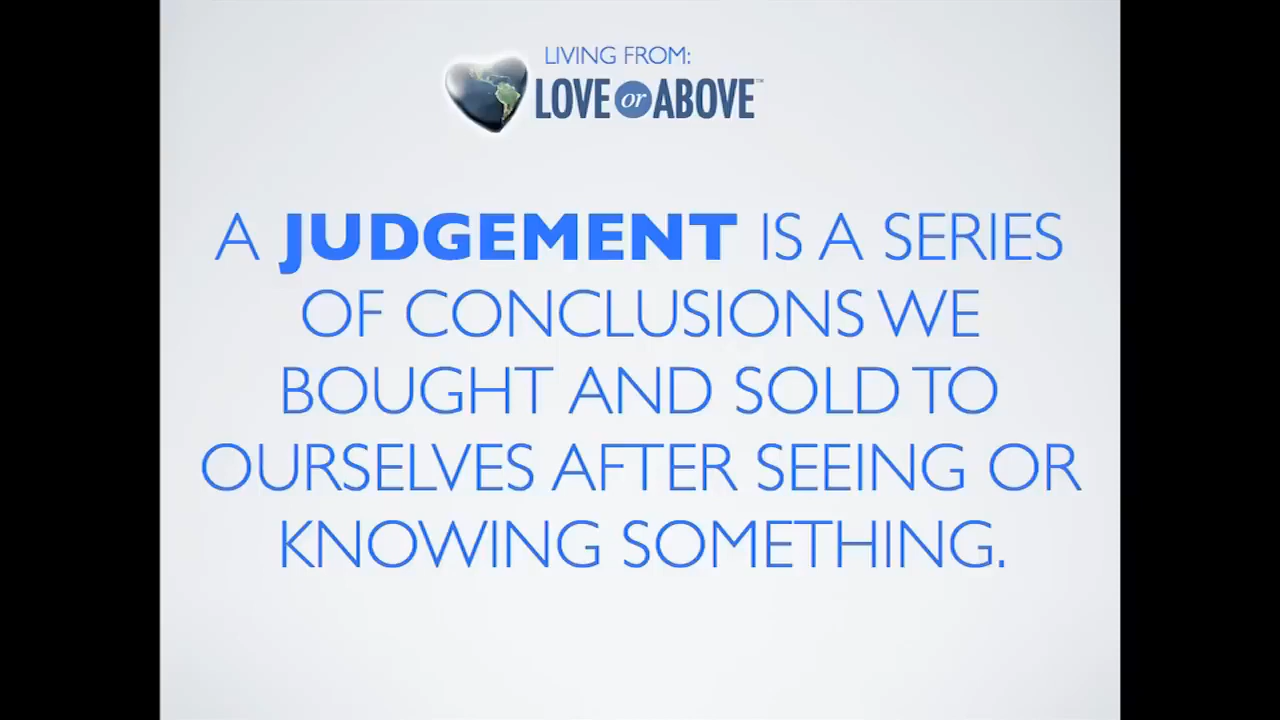 LIVING FROM:
LOVE or ABOVE™
A JUDGEMENT IS A SERIES
OF CONCLUSIONS WE
BOUGHT AND SOLD TO
OURSELVES AFTER SEEING OR
KNOWING SOMETHING.